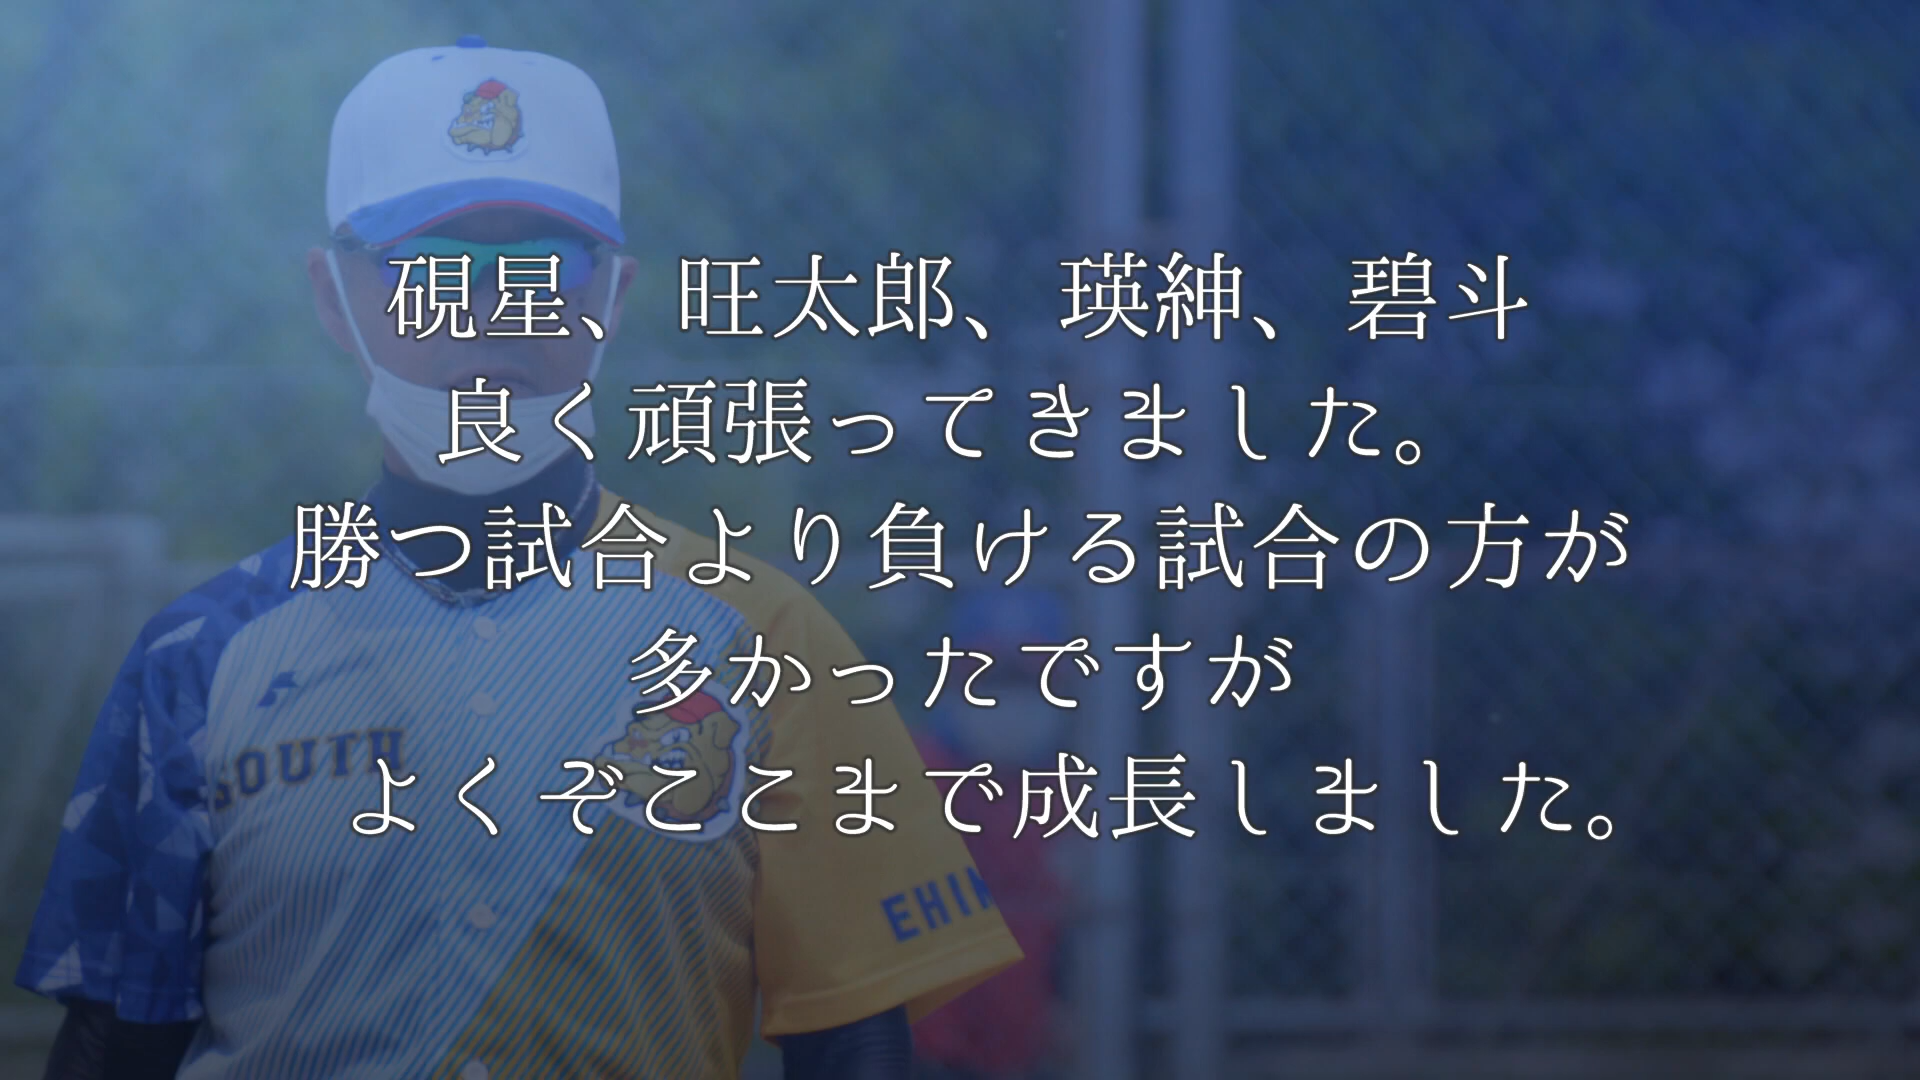 硯星、旺太郎、瑛紳、碧斗
良く頑張ってきました。
勝つ試合より負ける試合の方が
多かったですが
よくぞここまで成長しました。
SOUTH